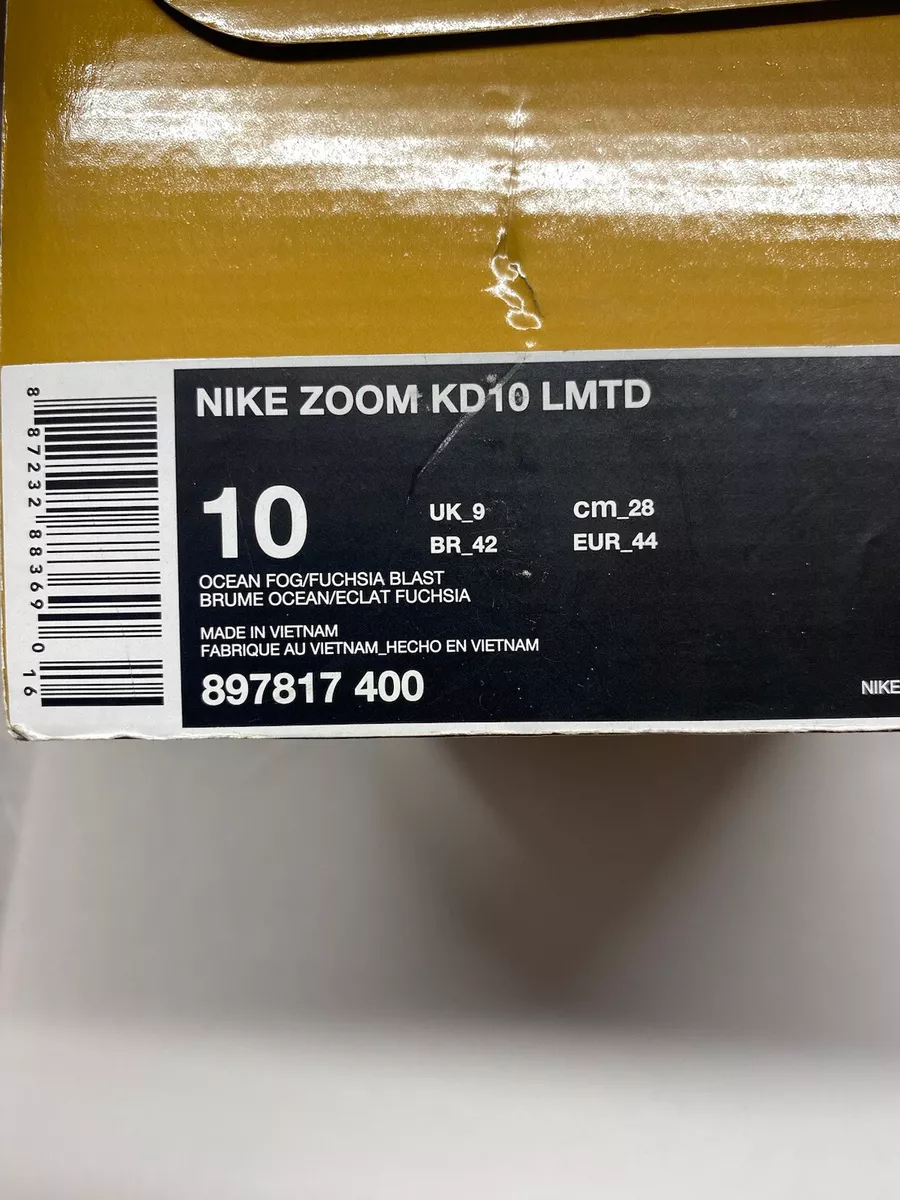 NIKE ZOOM KD10 LMTD
10
UK_9
cm_28
BR_42
EUR_44
OCEAN FOG/FUCHSIA BLAST
BRUME OCEAN/ECLAT FUCHSIA
MADE IN VIETNAM
FABRIQUE AU VIETNAM_HECHO EN VIETNAM
897817 400
NIKE
8 87232 88369 0 16